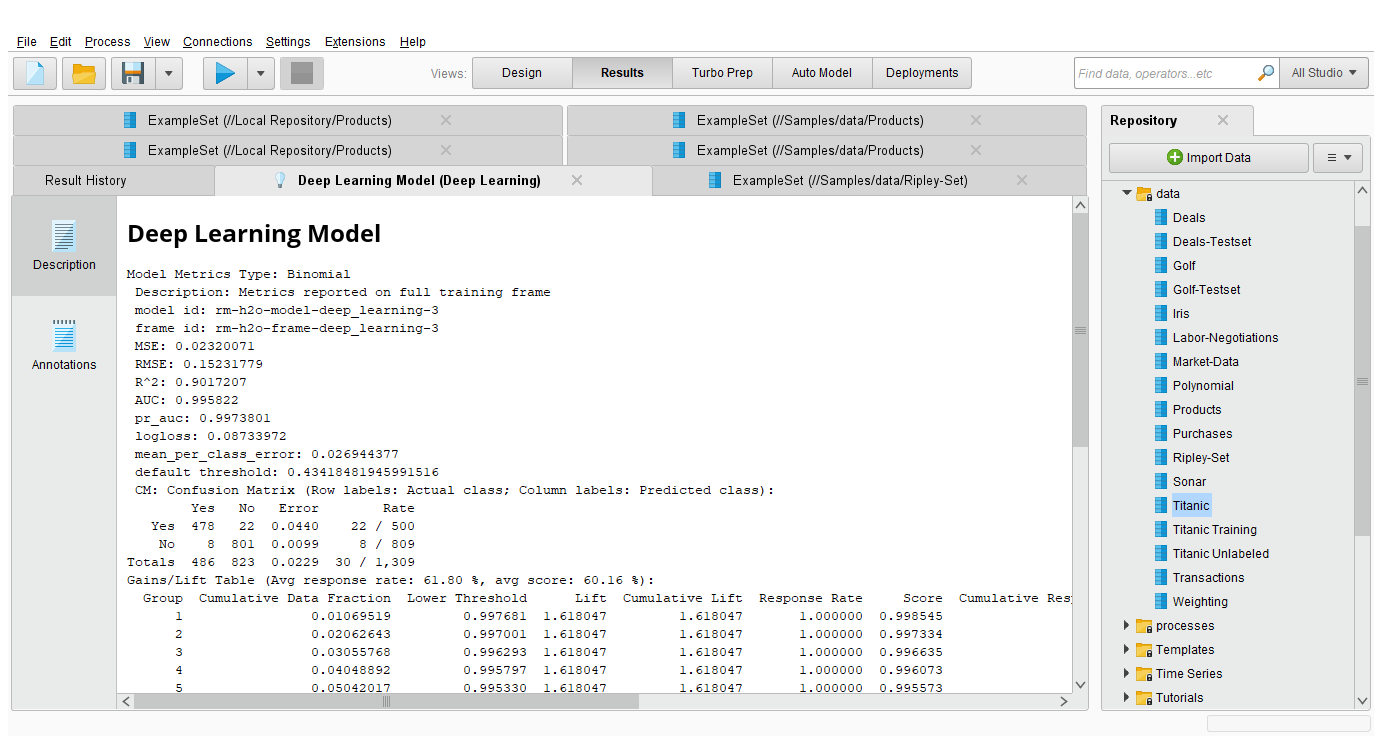 File Edit Process View Connections Settings Extensions Help
Views: Design Results Turbo Prep Auto Model Deployments Find data, operators...etc All Studio
ExampleSet (//Local Repository/Products) ExampleSet (//Samples/data/Products)
ExampleSet (//Local Repository/Products) ExampleSet (//Samples/data/Products)
Result History Deep Learning Model (Deep Learning) ExampleSet (//Samples/data/Ripley-Set)
Description
Annotations
Deep Learning Model
Model Metrics Type: Binomial
Description: Metrics reported on full training frame
model id: rm-h2o-model-deep_learning-3
frame id: rm-h2o-frame-deep_learning-3
MSE: 0.02320071
RMSE: 0.15231779
R^2: 0.9017207
AUC: 0.995822
pr_auc: 0.9973801
logloss: 0.08733972
mean_per_class_error: 0.026944377
default threshold: 0.43418481945991516
CM: Confusion Matrix (Row labels: Actual class; Column labels: Predicted class):
Yes No Error Rate
Yes 478 22 0.0440 22 / 500
No 8 801 0.0099 8 / 809
Totals 486 823 0.0229 30 / 1,309
Gains/Lift Table (Avg response rate: 61.80 %, avg score: 60.16 %):
Group Cumulative Data Fraction Lower Threshold Lift Cumulative Lift Response Rate Score Cumulative Res
1 0.01069519 0.997681 1.618047 1.618047 1.000000 0.998545
2 0.02062643 0.997001 1.618047 1.618047 1.000000 0.997334
3 0.03055768 0.996293 1.618047 1.618047 1.000000 0.996635
4 0.04048892 0.995797 1.618047 1.618047 1.000000 0.996073
5 0.05042017 0.995330 1.618047 1.618047 1.000000 0.995573
Repository
Import Data
data
Deals
Deals-Testset
Golf
Golf-Testset
Iris
Labor-Negotiations
Market-Data
Polynomial
Products
Purchases
Ripley-Set
Sonar
Titanic
Titanic Training
Titanic Unlabeled
Transactions
Weighting
processes
Templates
Time Series
Tutorials